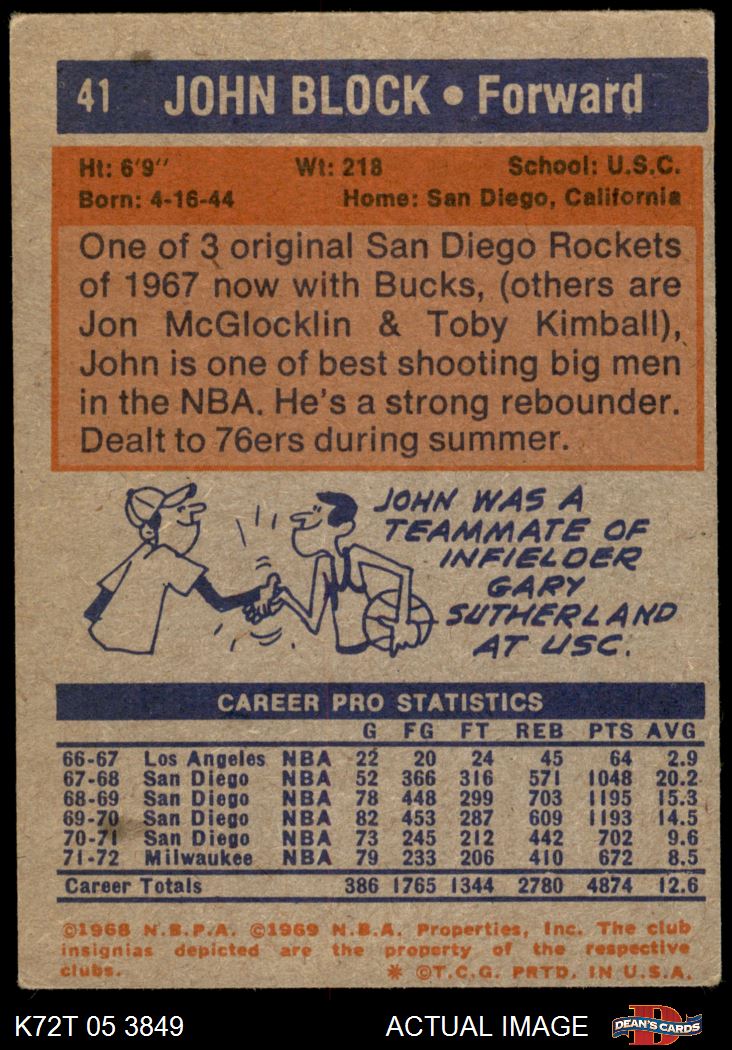 41 JOHN BLOCK • Forward
Ht: 6'9" Wt: 218 School: U.S.C.
Born: 4-16-44 Home: San Diego, California
One of 3 original San Diego Rockets
of 1967 now with Bucks, (others are
Jon McGlocklin & Toby Kimball),
John is one of best shooting big men
in the NBA. He's a strong rebounder.
Dealt to 76ers during summer.
JOHN WAS A
TEAMMATE OF
INFIELDER
GARY
SUTHERLAND
AT USC.
CAREER PRO STATISTICS
G FG FT REB PTS AVG
66-67 Los Angeles NBA 22 20 24 45 64 2.9
67-68 San Diego NBA 52 366 316 571 1048 20.2
68-69 San Diego NBA 78 448 299 703 1195 15.3
69-70 San Diego NBA 82 453 287 609 1193 14.5
70-71 San Diego NBA 73 245 212 442 702 9.6
71-72 Milwaukee NBA 79 233 206 410 672 8.5
Career Totals 386 1765 1344 2780 4874 12.6
©1968 N.B.P.A. ©1969 N.B.A. Properties, Inc. The club
insignias depicted are the property of the respective
clubs. * ©T.C.G. PRTD. IN U.S.A.
K72T 05 3849 ACTUAL IMAGE D DEAN'S CARDS